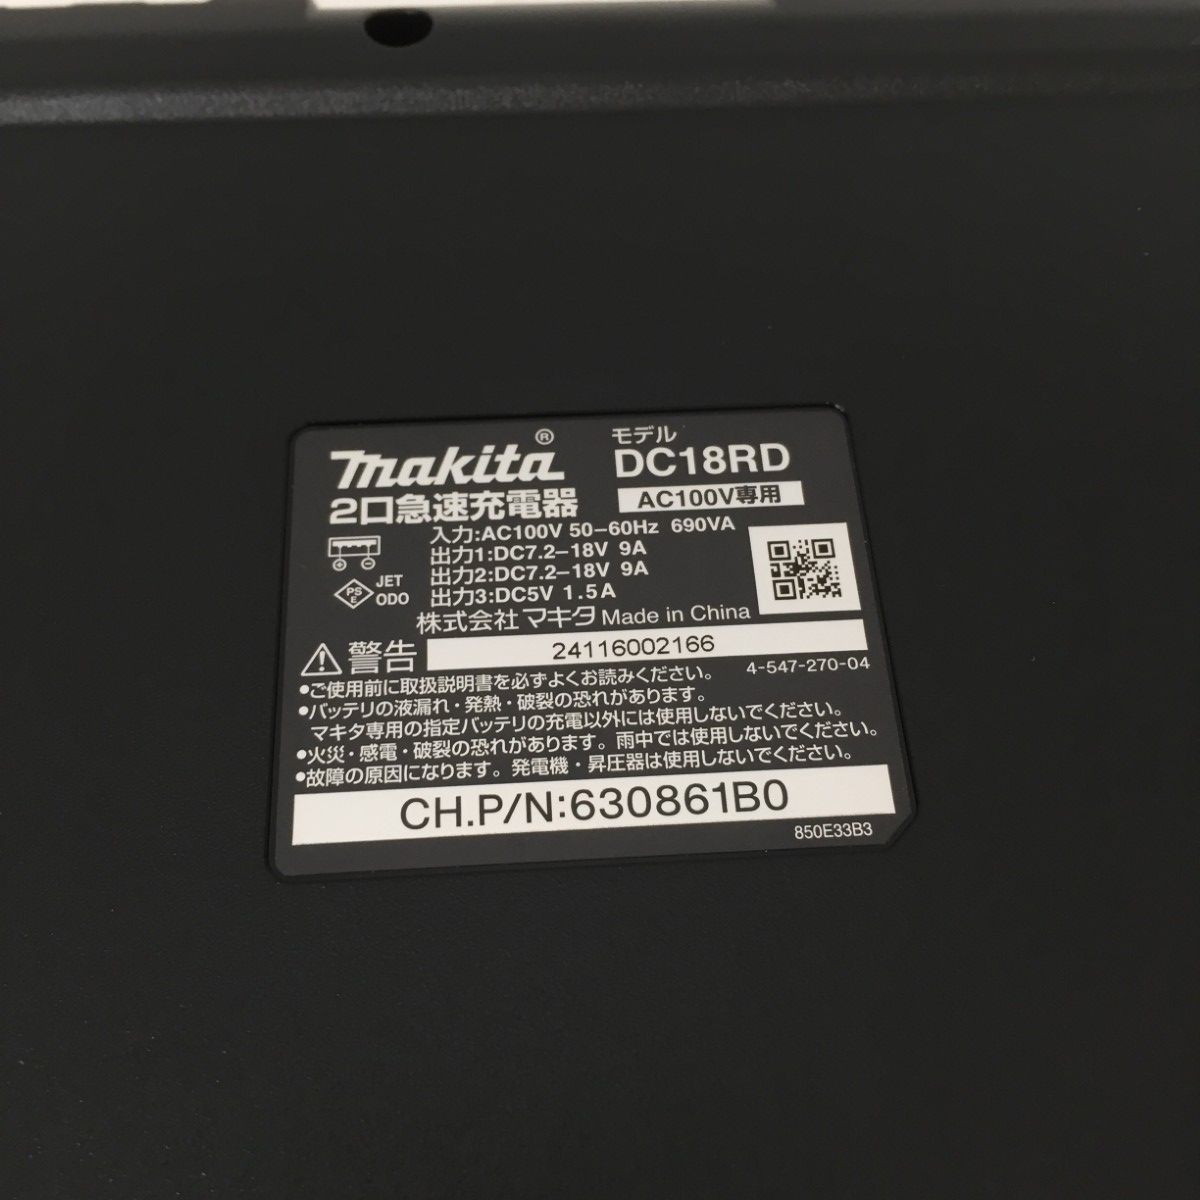 makita®
モデル
DC18RD
2口急速充電器
AC100V専用
入力:AC100V 50-60Hz 690VA
出力1:DC7.2-18V 9A
出力2:DC7.2-18V 9A
出力3:DC5V 1.5A
PS
E
JET
ODO
株式会社マキタ Made in China
警告
24116002166
4-547-270-04
●ご使用前に取扱説明書を必ずよくお読みください。
●バッテリの液漏れ・発熱・破裂の恐れがあります。
マキタ専用の指定バッテリの充電以外には使用しないでください。
●火災・感電・破裂の恐れがあります。雨中では使用しないでください。
●故障の原因になります。発電機・昇圧器は使用しないでください。
CH.P/N:630861B0
850E33B3